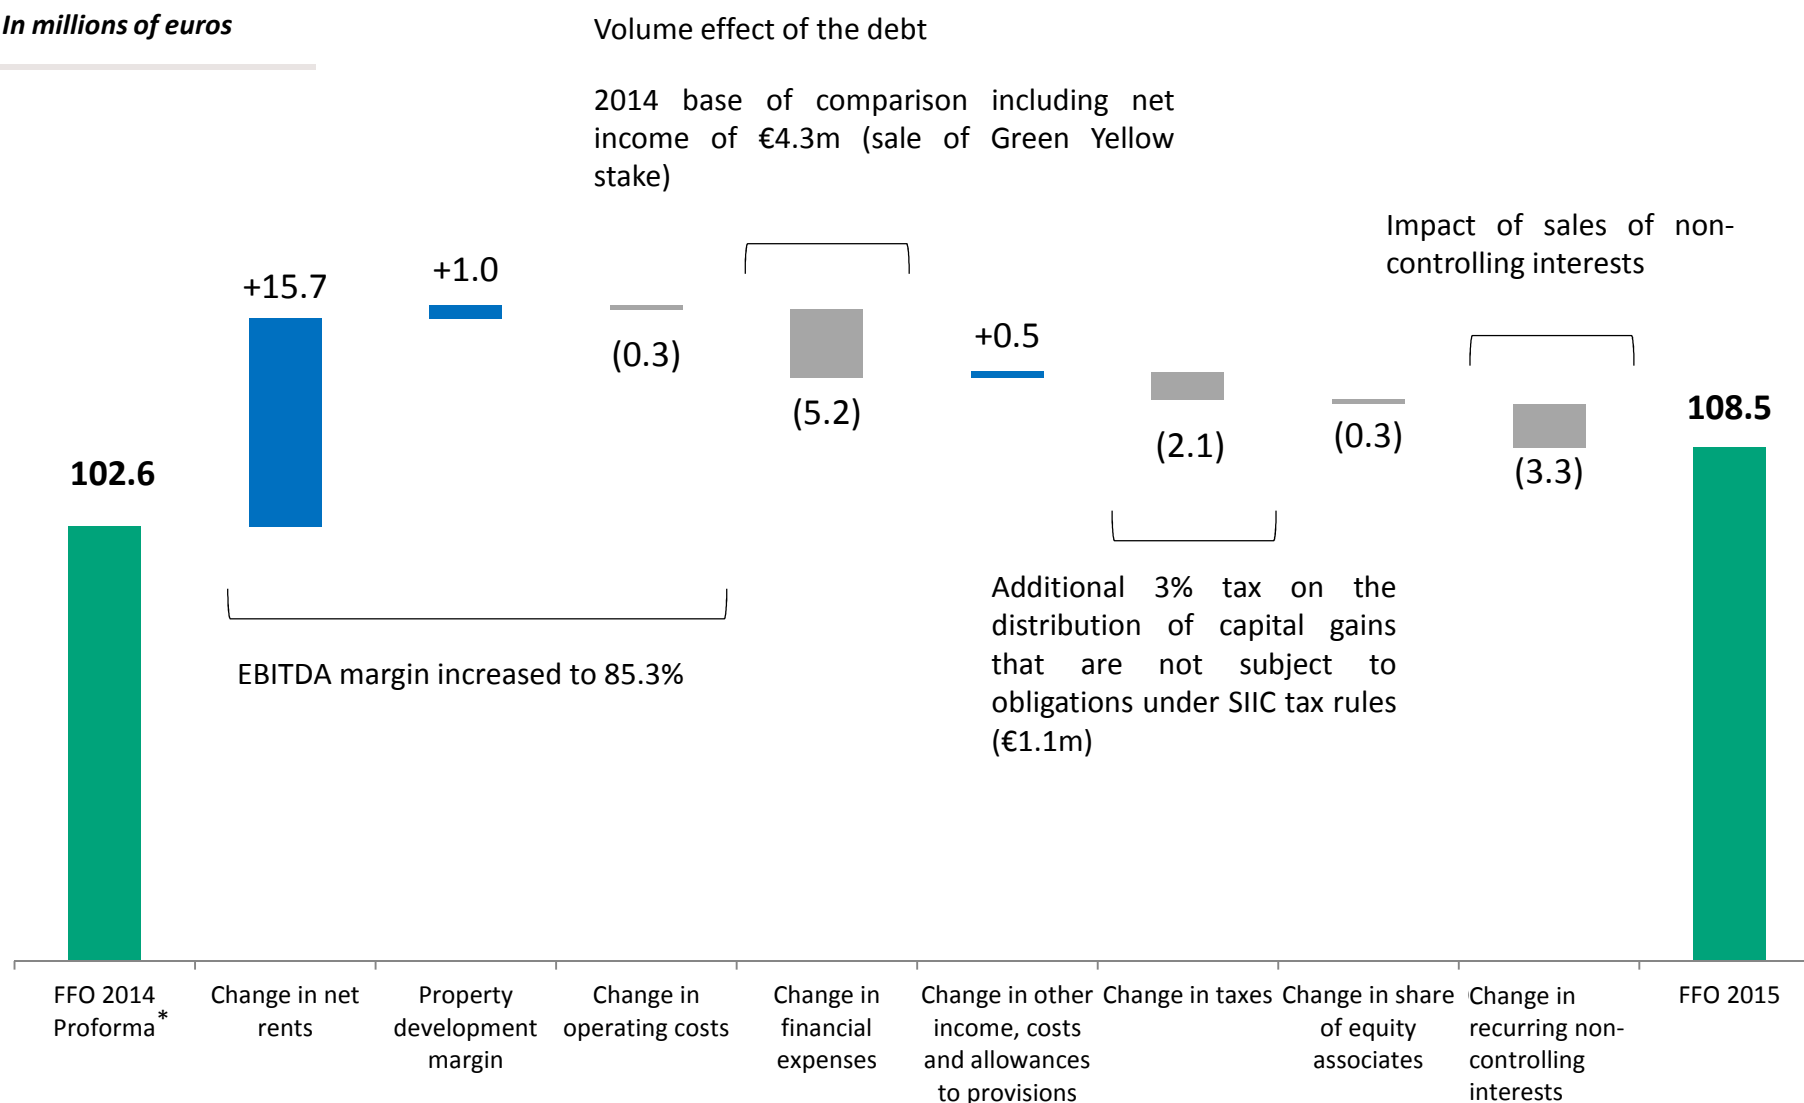 In millions of euros
Volume effect of the debt
2014 base of comparison including net
income of €4.3m (sale of Green Yellow
stake)
Impact of sales of non-
controlling interests
+15.7
+1.0
(0.3)
(5.2)
+0.5
(2.1)
(0.3)
(3.3)
102.6
108.5
EBITDA margin increased to 85.3%
Additional 3% tax on the
distribution of capital gains
that are not subject to
obligations under SIIC tax rules
(€1.1m)
FFO 2014
Proforma*
Change in net
rents
Property
development
margin
Change in
operating costs
Change in
financial
expenses
Change in other
income, costs
and allowances
to provisions
Change in taxes
Change in share
of equity
associates
Change in
recurring non-
controlling
interests
FFO 2015